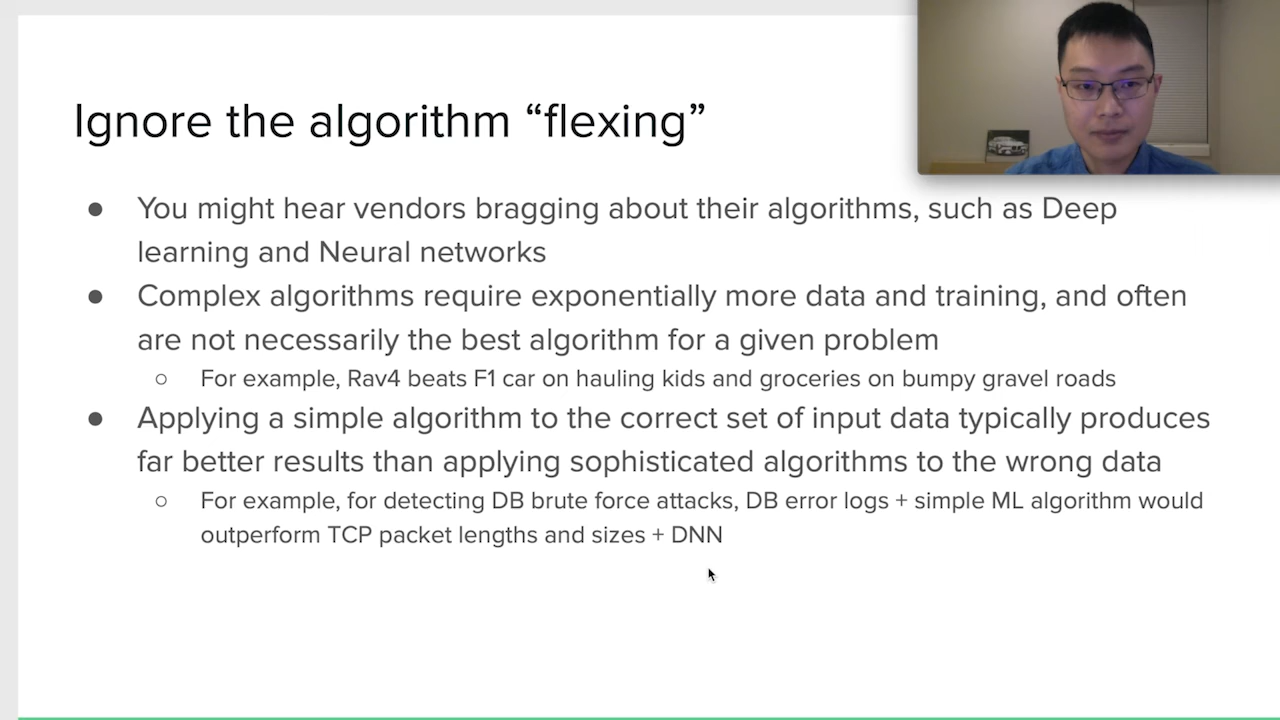 Ignore the algorithm “flexing”
● You might hear vendors bragging about their algorithms, such as Deep
learning and Neural networks
● Complex algorithms require exponentially more data and training, and often
are not necessarily the best algorithm for a given problem
○ For example, Rav4 beats F1 car on hauling kids and groceries on bumpy gravel roads
● Applying a simple algorithm to the correct set of input data typically produces
far better results than applying sophisticated algorithms to the wrong data
○ For example, for detecting DB brute force attacks, DB error logs + simple ML algorithm would
outperform TCP packet lengths and sizes + DNN